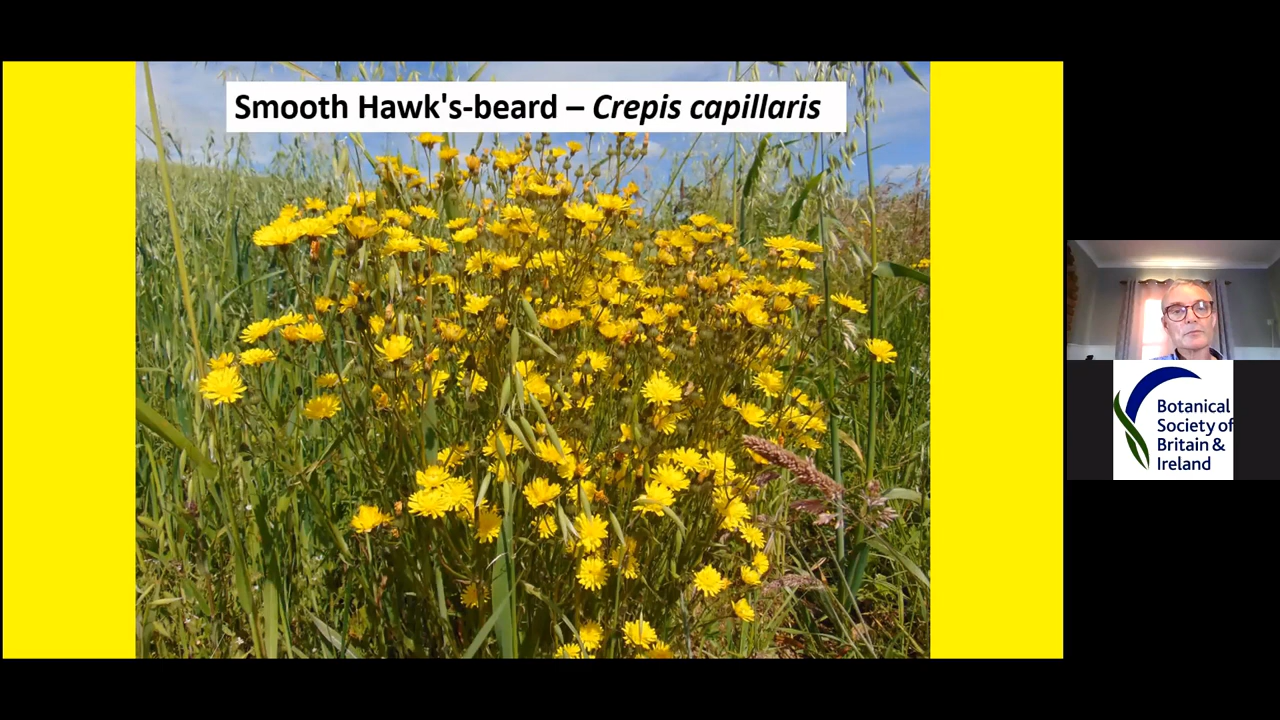 Smooth Hawk's-beard – Crepis capillaris
Botanical
Society of
Britain &
Ireland